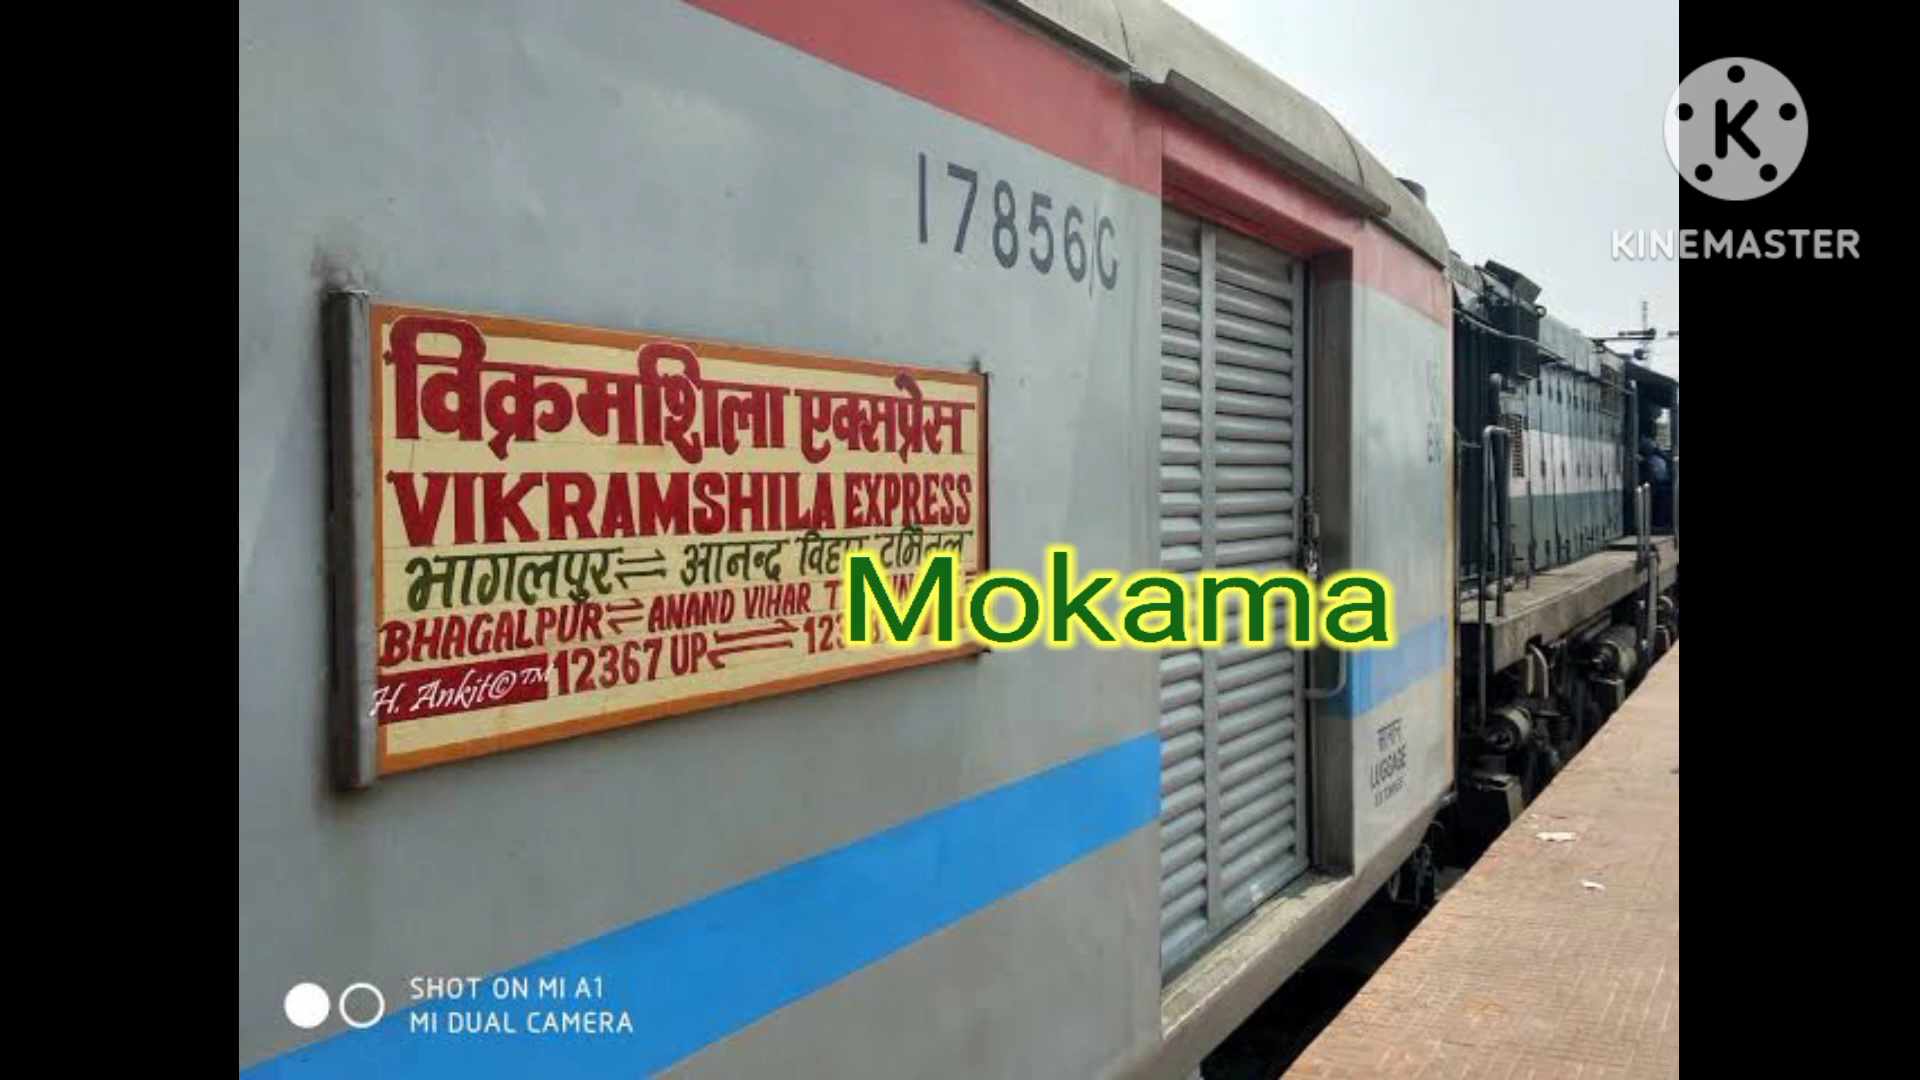 17856/C
KINEMASTER
विक्रमशिला एक्सप्रेस
VIKRAMSHILA EXPRESS
भागलपुर ⇌ आनन्द विहार टर्मिनल
BHAGALPUR ⇌ ANAND VIHAR
12367 UP ⇌
H. Ankit©™
Mokama
सामान
LUGGAGE
SHOT ON MI A1
MI DUAL CAMERA